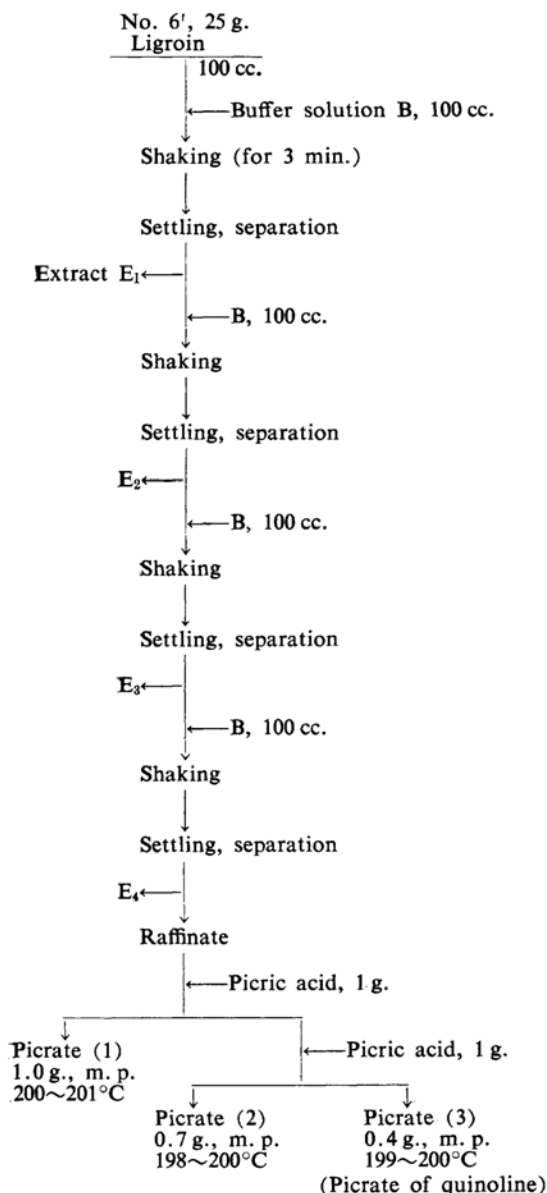 No. 6′, 25 g.
Ligroin
100 cc.
Buffer solution B, 100 cc.
Shaking (for 3 min.)
Settling, separation
Extract E₁
B, 100 cc.
Shaking
Settling, separation
E₂
B, 100 cc.
Shaking
Settling, separation
E₃
B, 100 cc.
Shaking
Settling, separation
E₄
Raffinate
Picric acid, 1 g.
Picrate (1)
1.0 g., m. p.
200~201°C
Picric acid, 1 g.
Picrate (2)
0.7 g., m. p.
198~200°C
Picrate (3)
0.4 g., m. p.
199~200°C
(Picrate of quinoline)